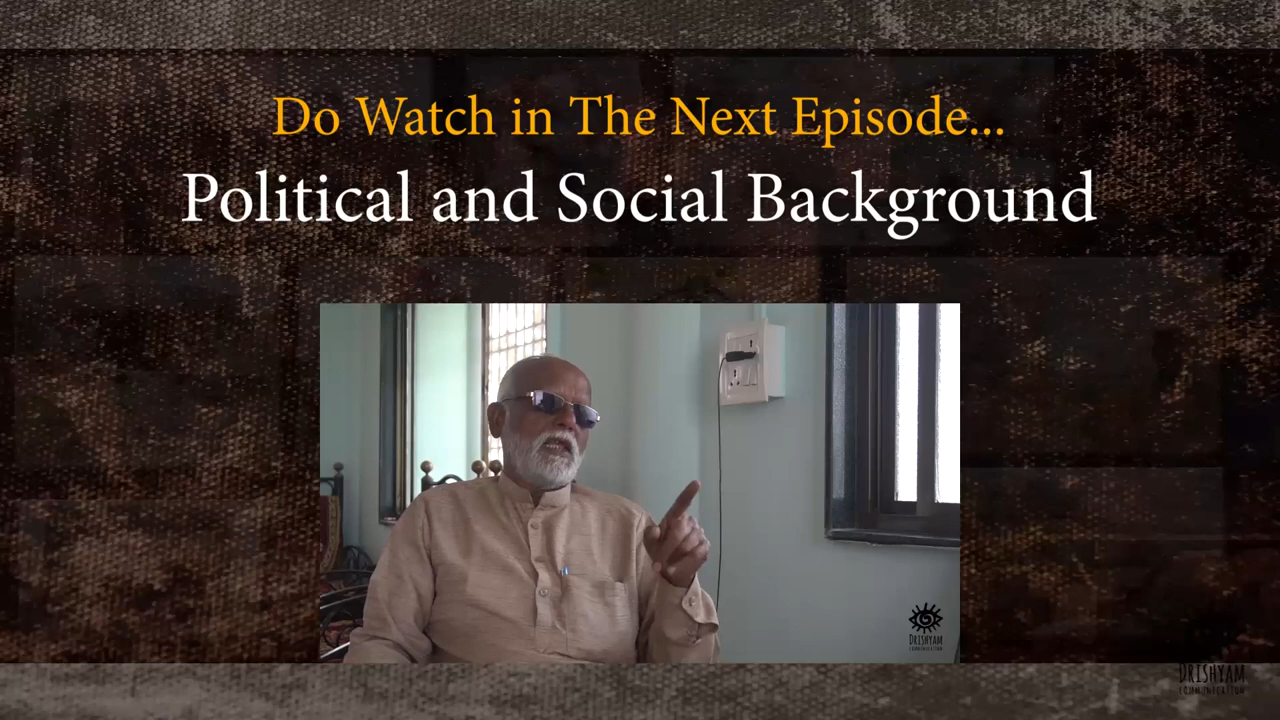 Do Watch in The Next Episode...
Political and Social Background
DRISHYAM
COMMUNICATION
DRISHYAM
COMMUNICATION